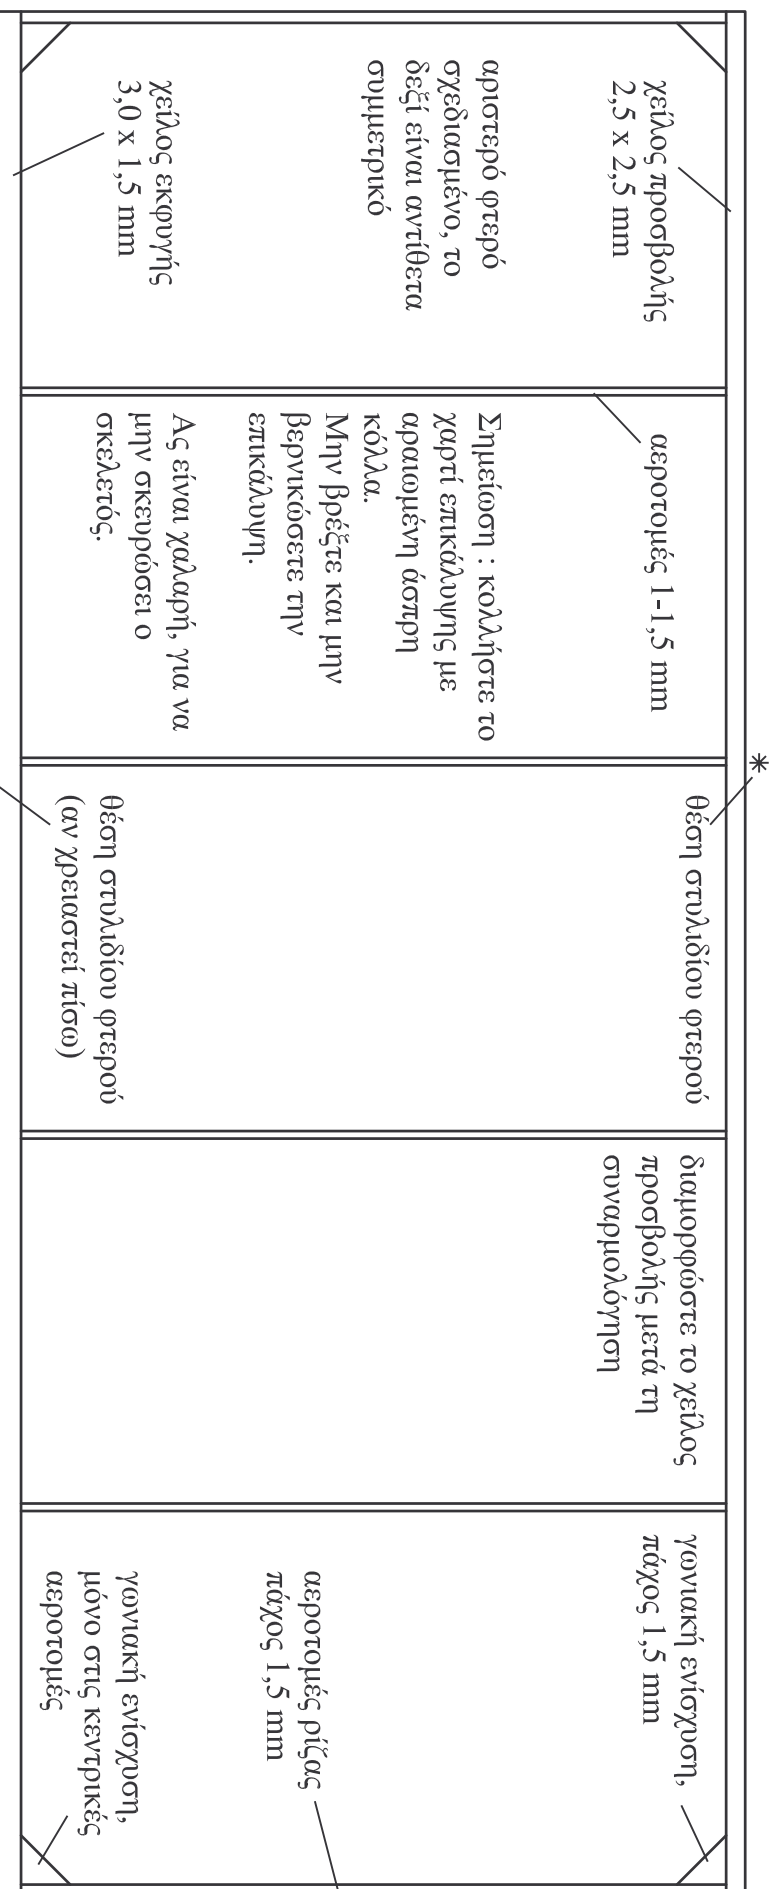 χείλος προσβολής
2,5 x 2,5 mm
αριστερό φτερό
σχεδιασμένο, το
δεξί είναι αντίθετα
συμμετρικό
χείλος εκφυγής
3,0 x 1,5 mm
αεροτομές 1-1,5 mm
Σημείωση : κολλήστε το
χαρτί επικάλυψης με
αραιωμένη άσπρη
κόλλα.
Μην βρέξτε και μην
βερνικώσετε την
επικάλυψη.
Ας είναι χαλαρή, για να
μην σκευρώσει ο
σκελετός.
*
θέση στυλιδίου φτερού
θέση στυλιδίου φτερού
(αν χρειαστεί πίσω)
διαμορφώστε το χείλος
προσβολής μετά τη
συναρμολόγηση
γωνιακή ενίσχυση,
πάχος 1,5 mm
αεροτομές ρίζας
πάχος 1,5 mm
γωνιακή ενίσχυση,
μόνο στις κεντρικές
αεροτομές